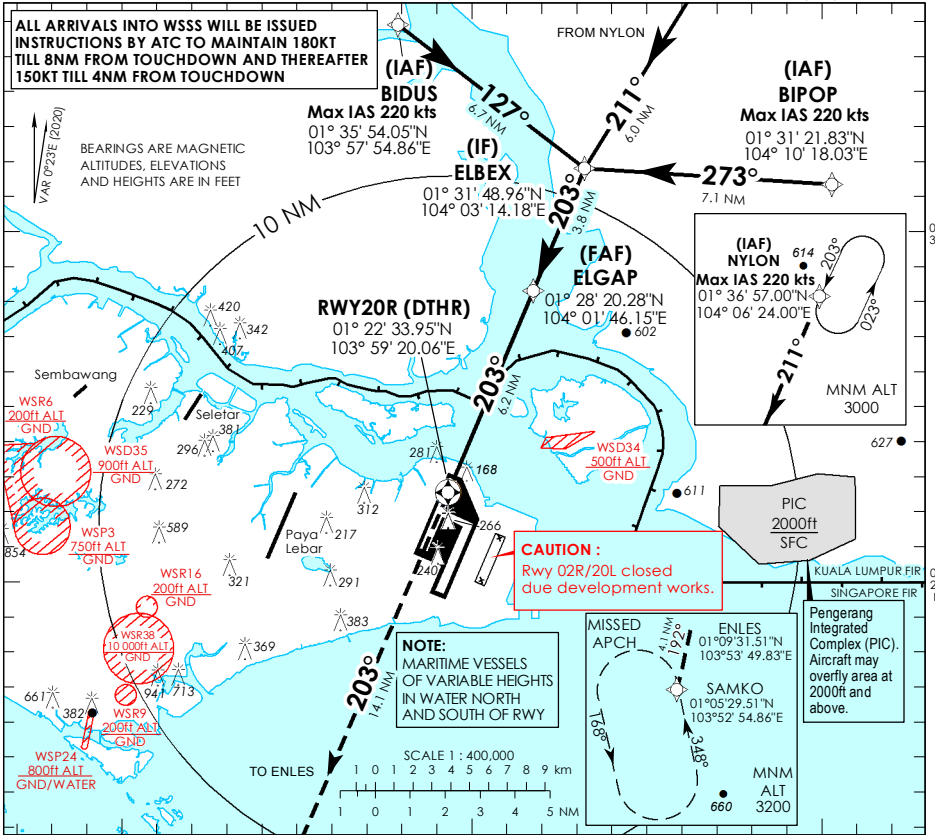 ALL ARRIVALS INTO WSSS WILL BE ISSUED
INSTRUCTIONS BY ATC TO MAINTAIN 180KT
TILL 8NM FROM TOUCHDOWN AND THEREAFTER
150KT TILL 4NM FROM TOUCHDOWN
VAR 0°23'E (2020)
BEARINGS ARE MAGNETIC
ALTITUDES, ELEVATIONS
AND HEIGHTS ARE IN FEET
(IAF)
BIDUS
Max IAS 220 kts
01° 35' 54.05"N
103° 57' 54.86"E
127°
6.7 NM
FROM NYLON
211°
6.0 NM
(IAF)
BIPOP
Max IAS 220 kts
01° 31' 21.83"N
104° 10' 18.03"E
273°
7.1 NM
(IF)
ELBEX
01° 31' 48.96"N
104° 03' 14.18"E
203°
3.8 NM
10 NM
(FAF)
ELGAP
01° 28' 20.28"N
104° 01' 46.15"E
602
(IAF)
NYLON
Max IAS 220 kts
01° 36' 57.00"N
104° 06' 24.00"E
614
203°
023°
211°
MNM ALT
3000
RWY20R (DTHR)
01° 22' 33.95"N
103° 59' 20.06"E
203°
6.2 NM
420
342
407
Sembawang
229
Seletar
381
296
WSR6
200ft ALT
GND
WSD35
900ft ALT
GND
WSP3
750ft ALT
GND
854
272
589
281
168
312
217
266
240
Paya
Lebar
321
291
383
369
WSD34
500ft ALT
GND
611
627
PIC
2000ft
SFC
KUALA LUMPUR FIR
SINGAPORE FIR
0
3
0
2
CAUTION :
Rwy 02R/20L closed
due development works.
Pengerang
Integrated
Complex (PIC).
Aircraft may
overfly area at
2000ft and
above.
WSR16
200ft ALT
GND
WSR38
10 000ft ALT
GND
941
713
661
382
WSR9
200ft ALT
GND
WSP24
800ft ALT
GND/WATER
203°
14.1 NM
TO ENLES
NOTE:
MARITIME VESSELS
OF VARIABLE HEIGHTS
IN WATER NORTH
AND SOUTH OF RWY
SCALE 1 : 400,000
1 0 1 2 3 4 5 6 7 8 9 km
1 0 1 2 3 4 5 NM
MISSED
APCH
4.1 NM
192°
ENLES
01°09'31.51"N
103°53' 49.83"E
SAMKO
01°05'29.51"N
103°52' 54.86"E
168°
348°
660
MNM
ALT
3200